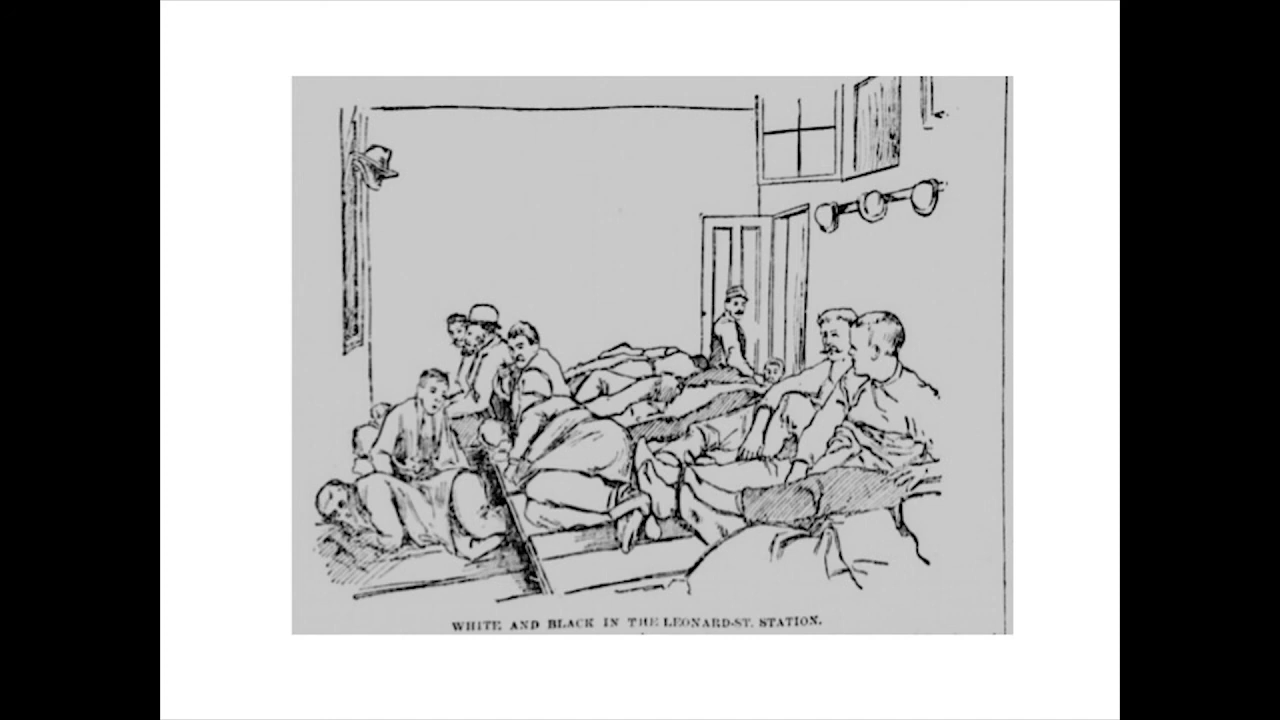 WHITE AND BLACK IN THE LEONARD-ST. STATION.